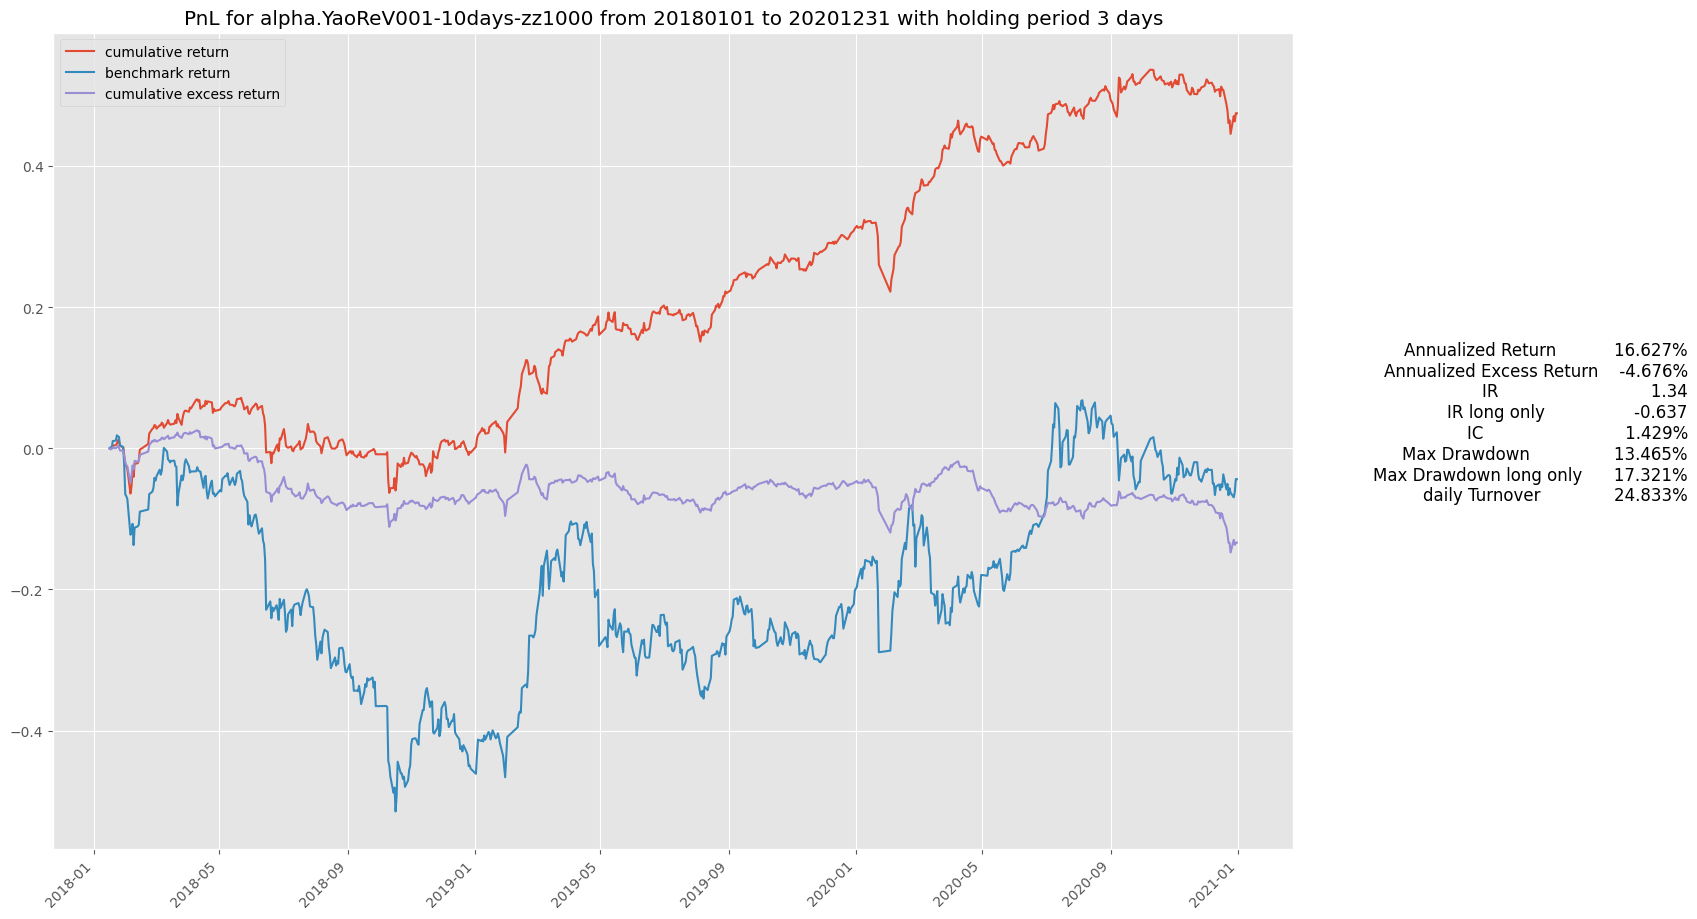 PnL for alpha.YaoReV001-10days-zz1000 from 20180101 to 20201231 with holding period 3 days
cumulative return
benchmark return
cumulative excess return
0.4
0.2
0.0
−0.2
−0.4
2018-01
2018-05
2018-09
2019-01
2019-05
2019-09
2020-01
2020-05
2020-09
2021-01
Annualized Return 16.627%
Annualized Excess Return -4.676%
IR 1.34
IR long only -0.637
IC 1.429%
Max Drawdown 13.465%
Max Drawdown long only 17.321%
daily Turnover 24.833%